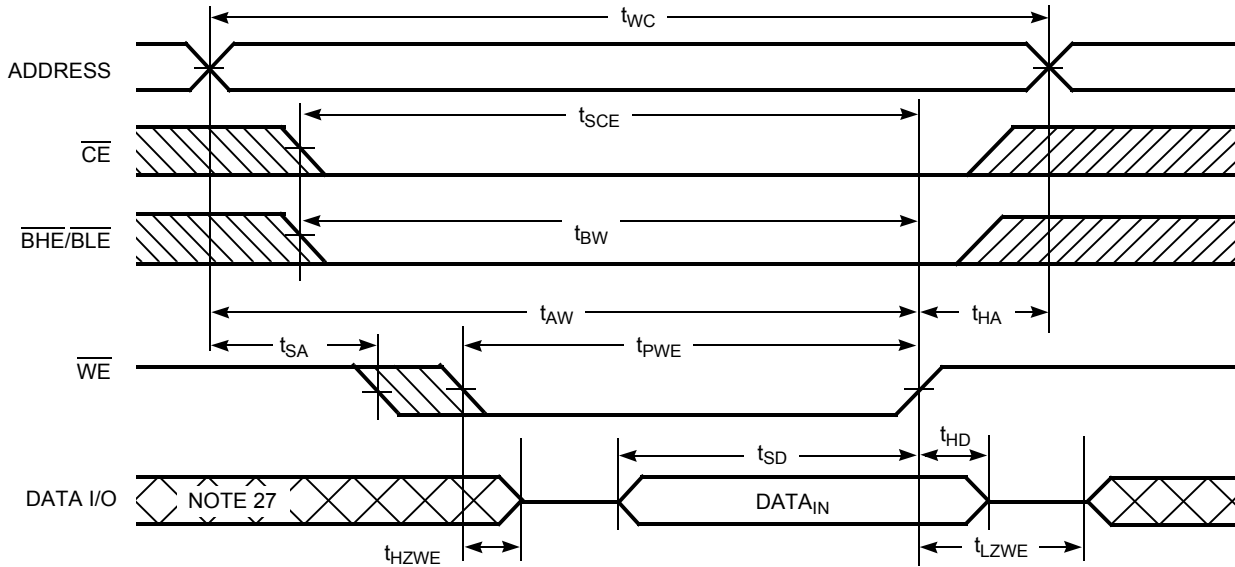 tWC
ADDRESS
tSCE
CE
tBW
BHE/BLE
tAW
tHA
tSA
tPWE
WE
tSD
tHD
DATA I/O
NOTE 27
DATAIN
tHZWE
tLZWE